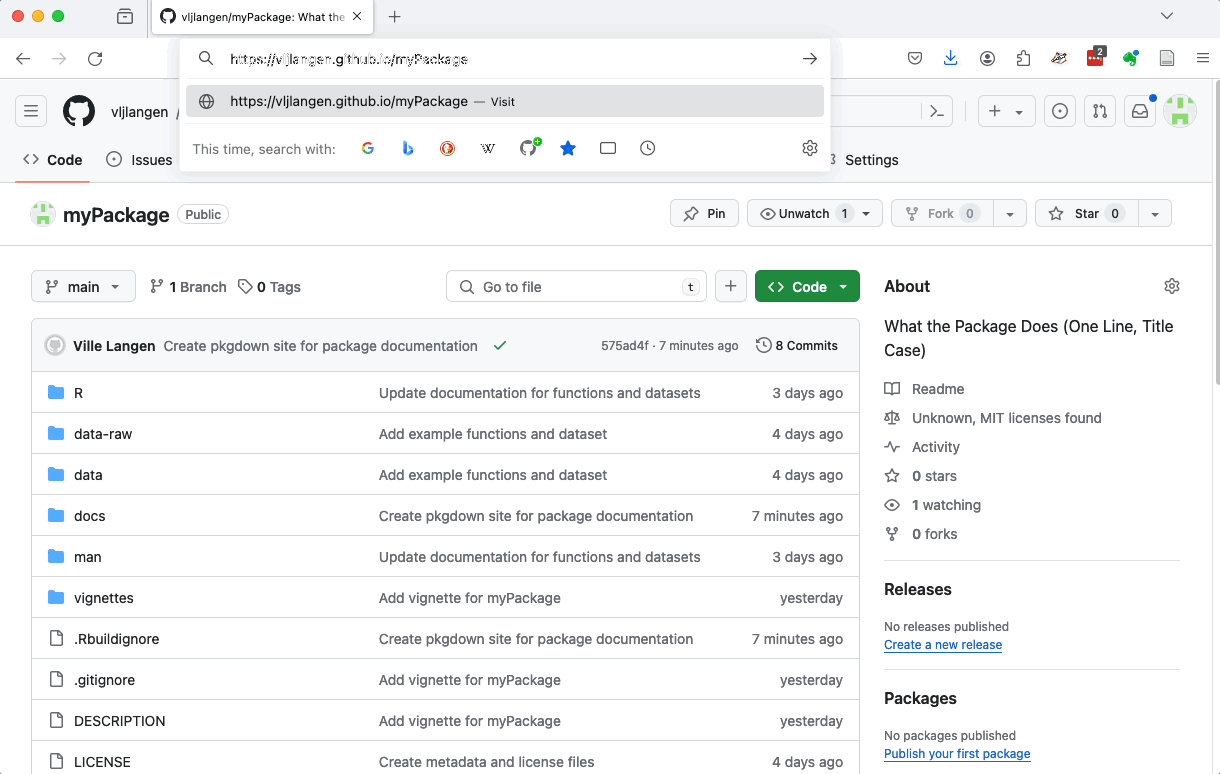 vljlangen/myPackage: What the
https://vljlangen.github.io/myPackage
2
https://vljlangen.github.io/myPackage — Visit
vljlangen /
This time, search with:
Code
Issues
Settings
myPackage Public
Pin
Unwatch 1
Fork 0
Star 0
main
1 Branch
0 Tags
Go to file
t
Code
About
What the Package Does (One Line, Title
Case)
Ville Langen Create pkgdown site for package documentation
575ad4f · 7 minutes ago
8 Commits
R Update documentation for functions and datasets 3 days ago
data-raw Add example functions and dataset 4 days ago
data Add example functions and dataset 4 days ago
docs Create pkgdown site for package documentation 7 minutes ago
man Update documentation for functions and datasets 3 days ago
vignettes Add vignette for myPackage yesterday
.Rbuildignore Create pkgdown site for package documentation 7 minutes ago
.gitignore Add vignette for myPackage yesterday
DESCRIPTION Add vignette for myPackage yesterday
LICENSE Create metadata and license files 4 days ago
Readme
Unknown, MIT licenses found
Activity
0 stars
1 watching
0 forks
Releases
No releases published
Create a new release
Packages
No packages published
Publish your first package